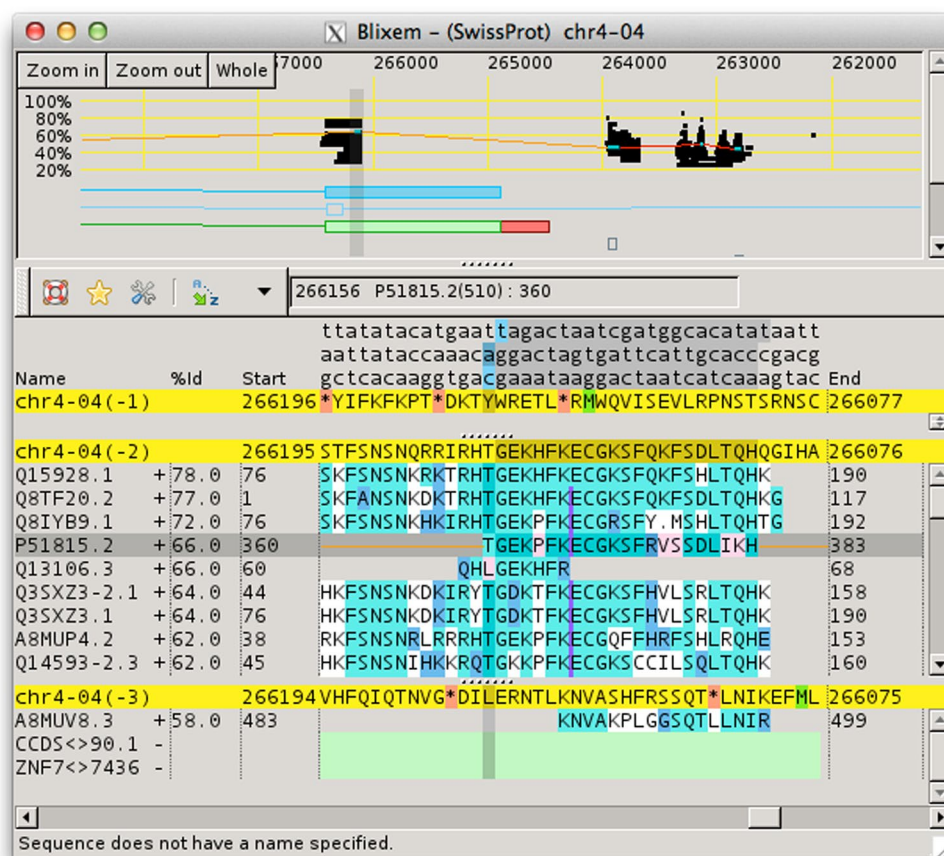 Blixem – (SwissProt) chr4-04
Zoom in Zoom out Whole 7000 266000 265000 264000 263000 262000
100%
80%
60%
40%
20%
266156 P51815.2(510) : 360
ttatatacatgaattagactaatcgatggcacatataatt
aattataccaaacaggactagtgattcattgcacccgacg
Name %Id Start gctcacaaggtgacgaaataggactaatcatcaaagtac End
chr4-04(-1) 266196 *YIFKFKPT*DKTYWRETL*RMWQVISEVLRPNSTSRNSC 266077
chr4-04(-2) 266195 STFSNSNQRRIRHTGEKHFKECGKSFQKFSDLTQHQGIHA 266076
Q15928.1 + 78.0 76 SKFSNSNKRKTRHTGEKHFKECGKSFQKFSHLTQHK 190
Q8TF20.2 + 77.0 1 SKFANSNKDKTRHTGEKHFKECGKSFQKFSDLTQHKG 117
Q8IYB9.1 + 72.0 76 SKFSNSNKHKIRHTGEKPFKECGRSFY.MSHLTQHTG 192
P51815.2 + 66.0 360 TGEKPFKECGKSFRVSSDLIKH 383
Q13106.3 + 66.0 60 QHLGEKHFR 68
Q3SXZ3-2.1 + 64.0 44 HKFSNSNKDKIRYTGDKTFKECGKSFHVLSRLTQHK 158
Q3SXZ3.1 + 64.0 76 HKFSNSNKDKIRYTGDKTFKECGKSFHVLSRLTQHK 190
A8MUP4.2 + 62.0 38 RKFSNSNRLRRRHTGEKPFKECGQFFHRFSHLRQHE 153
Q14593-2.3 + 62.0 45 HKFSNSNIHKKRQTGKKPFKECGKSCCILSQLTQHK 160
chr4-04(-3) 266194 VHFQIQTNVG*DILERNTLKNVASHFRSSQT*LNIKEFML 266075
A8MUV8.3 + 58.0 483 KNVAKPLGGSQTLLNIR 499
CCDS<>90.1 -
ZNF7<>7436 -
Sequence does not have a name specified.